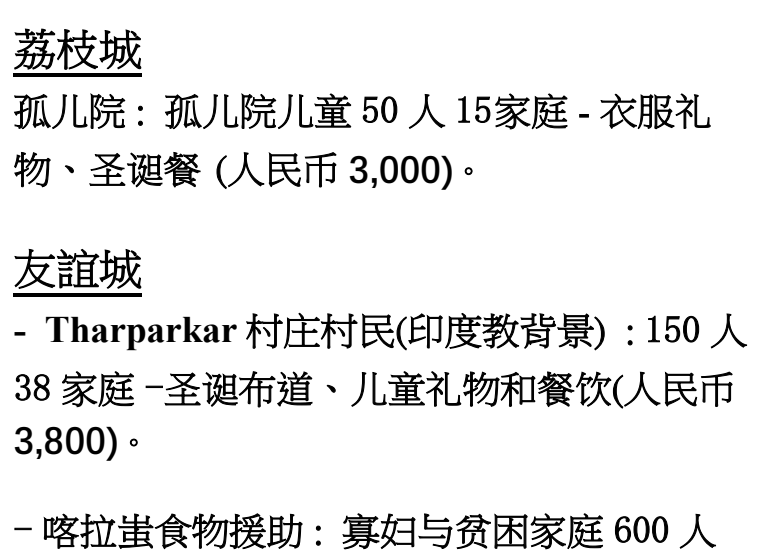 荔枝城
孤儿院: 孤儿院儿童 50 人 15家庭 - 衣服礼
物、圣诞餐 (人民币 3,000)。
友誼城
- Tharparkar 村庄村民(印度教背景) : 150 人
38 家庭 -圣诞布道、儿童礼物和餐饮(人民币
3,800)。
- 喀拉蚩食物援助: 寡妇与贫困家庭 600 人